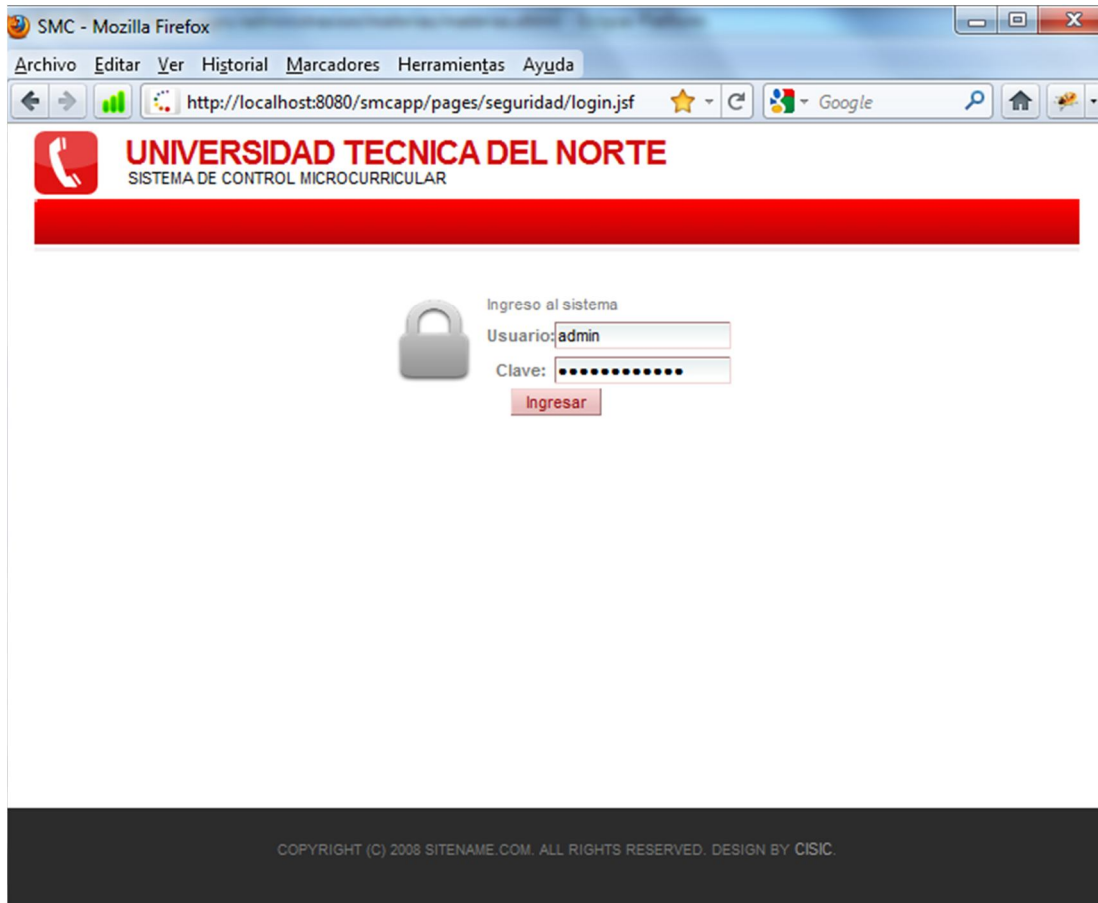 SMC - Mozilla Firefox
Archivo Editar Ver Historial Marcadores Herramientas Ayuda
http://localhost:8080/smcapp/pages/seguridad/login.jsf Google
UNIVERSIDAD TECNICA DEL NORTE
SISTEMA DE CONTROL MICROCURRICULAR
Ingreso al sistema
Usuario: admin
Clave: ●●●●●●●●●●●●
Ingresar
COPYRIGHT (C) 2008 SITENAME.COM. ALL RIGHTS RESERVED. DESIGN BY CISIC.